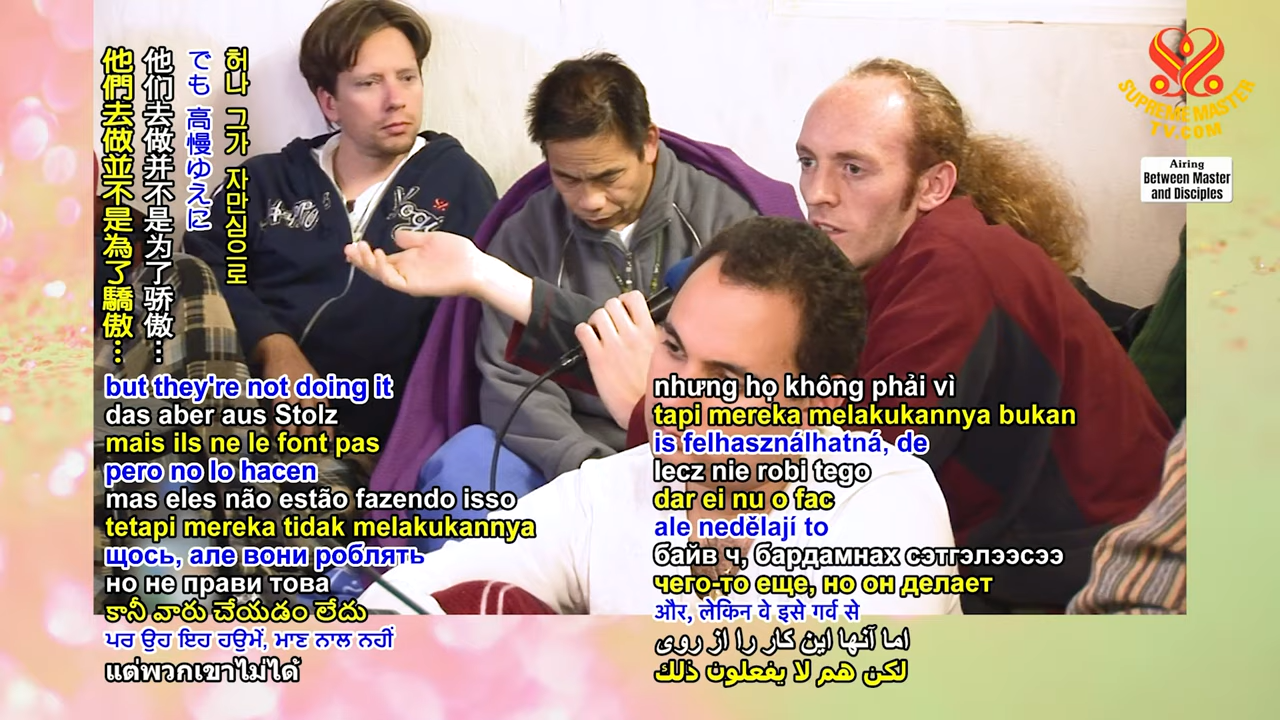 허나 그가 자만심으로
でも 高慢ゆえに
他们去做并不是为了骄傲…
他們去做並不是為了驕傲…
but they're not doing it
das aber aus Stolz
mais ils ne le font pas
pero no lo hacen
mas eles não estão fazendo isso
tetapi mereka tidak melakukannya
щось, але вони роблять
но не прави това
కానీ వారు చేయడం లేదు
ਪਰ ਉਹ ਇਹ ਹਉਮੇਂ, ਮਾਣ ਨਾਲ ਨਹੀਂ
แต่พวกเขาไม่ได้
nhưng họ không phải vì
tapi mereka melakukannya bukan
is felhasználhatná, de
lecz nie robi tego
dar ei nu o fac
ale nedělají to
байв ч, бардамнах сэтгэлээсээ
чего-то еще, но он делает
और, लेकिन वे इसे गर्व से
اما آنها این کار را از روی
لكن هم لا يفعلون ذلك
SUPREME MASTER
TV.COM
Airing
Between Master
and Disciples